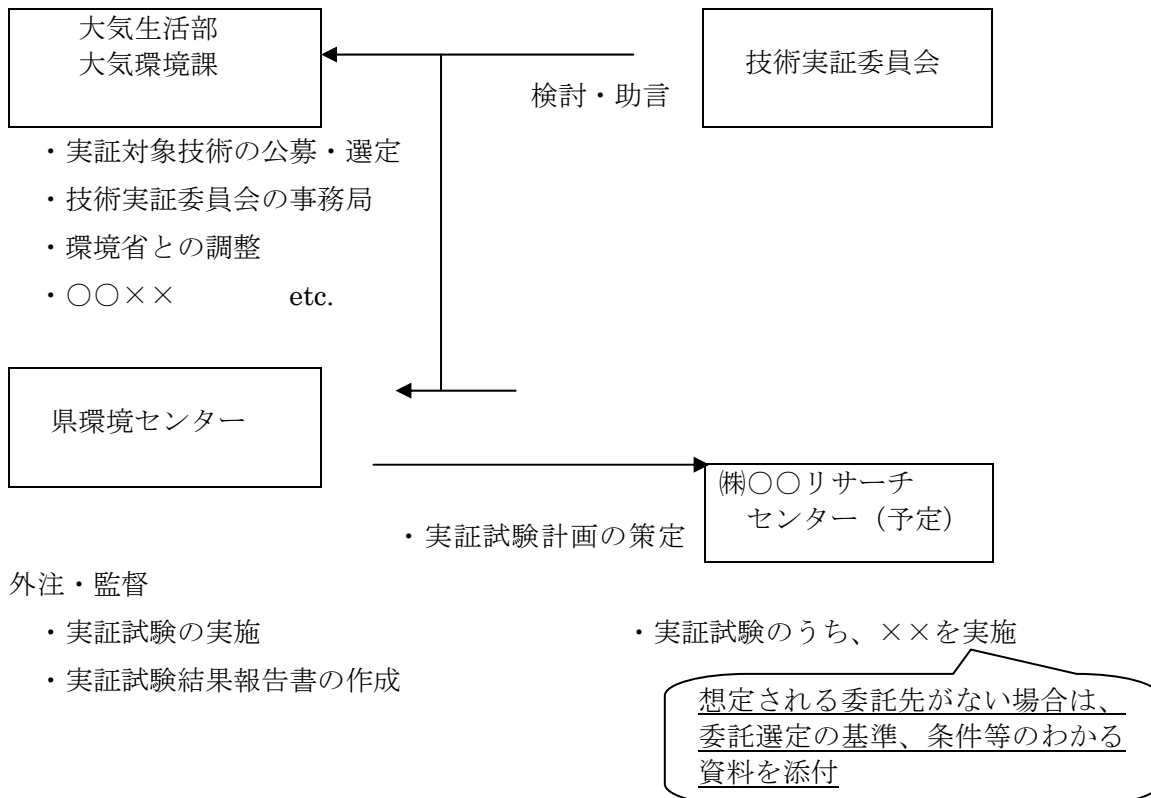 大気生活部
大気環境課
技術実証委員会
検討・助言
・実証対象技術の公募・選定
・技術実証委員会の事務局
・環境省との調整
・○○×× etc.
県環境センター
㈱○○リサーチ
センター（予定）
・実証試験計画の策定
外注・監督
・実証試験の実施
・実証試験のうち、××を実施
・実証試験結果報告書の作成
想定される委託先がない場合は、
委託選定の基準、条件等のわかる
資料を添付